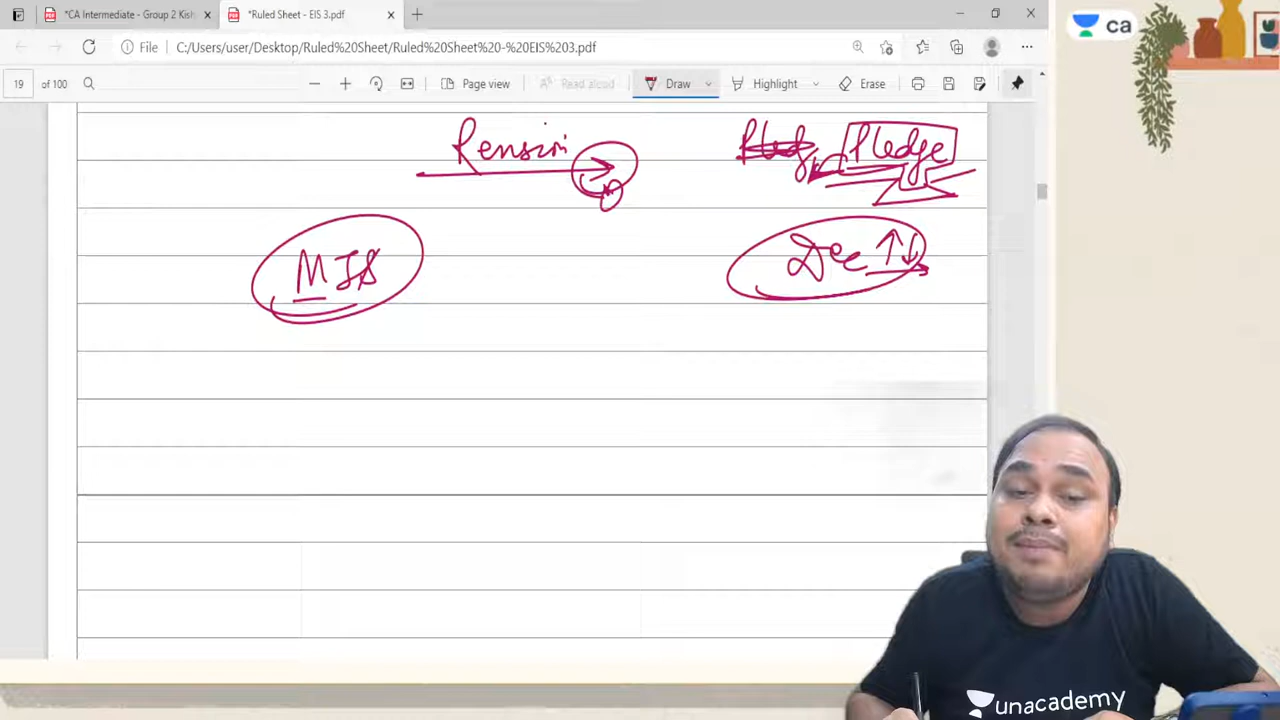 *CA Intermediate - Group 2 Kish
*Ruled Sheet - EIS 3.pdf
ca
File
C:/Users/user/Desktop/Ruled%20Sheet/Ruled%20Sheet%20-%20EIS%203.pdf
19 of 100
Page view
Read aloud
Draw
Highlight
Erase
Pension
Pledge
MIS
Dec ↑↓
unacademy